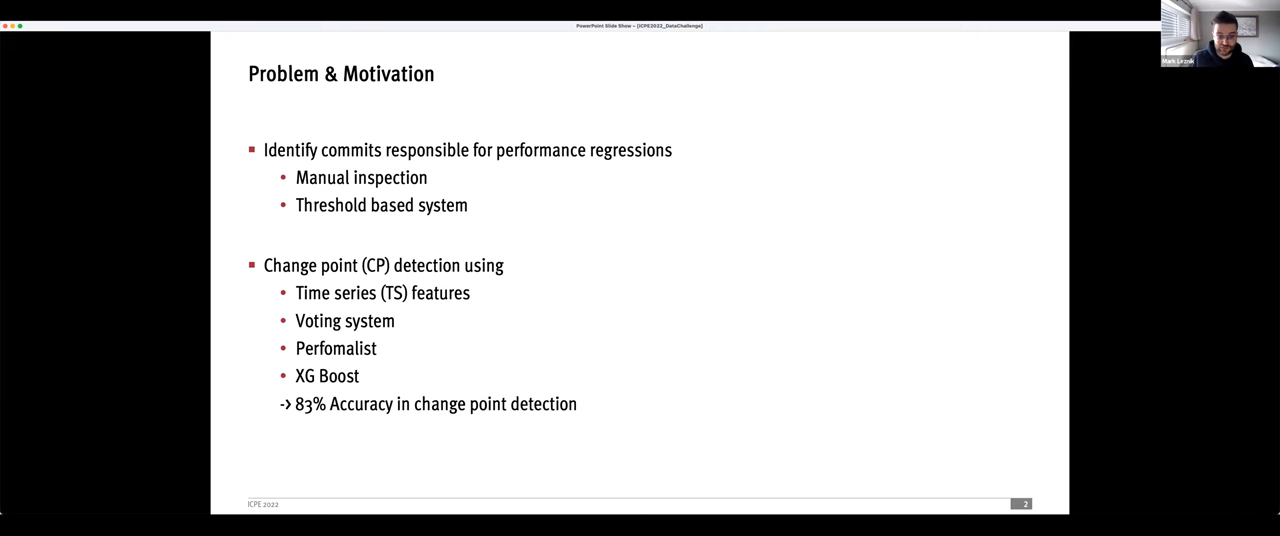 PowerPoint Slide Show - [ICPE2022_DataChallenge]
Mark Leznik
Problem & Motivation
▪ Identify commits responsible for performance regressions
• Manual inspection
• Threshold based system
▪ Change point (CP) detection using
• Time series (TS) features
• Voting system
• Perfomalist
• XG Boost
-> 83% Accuracy in change point detection
ICPE 2022
2